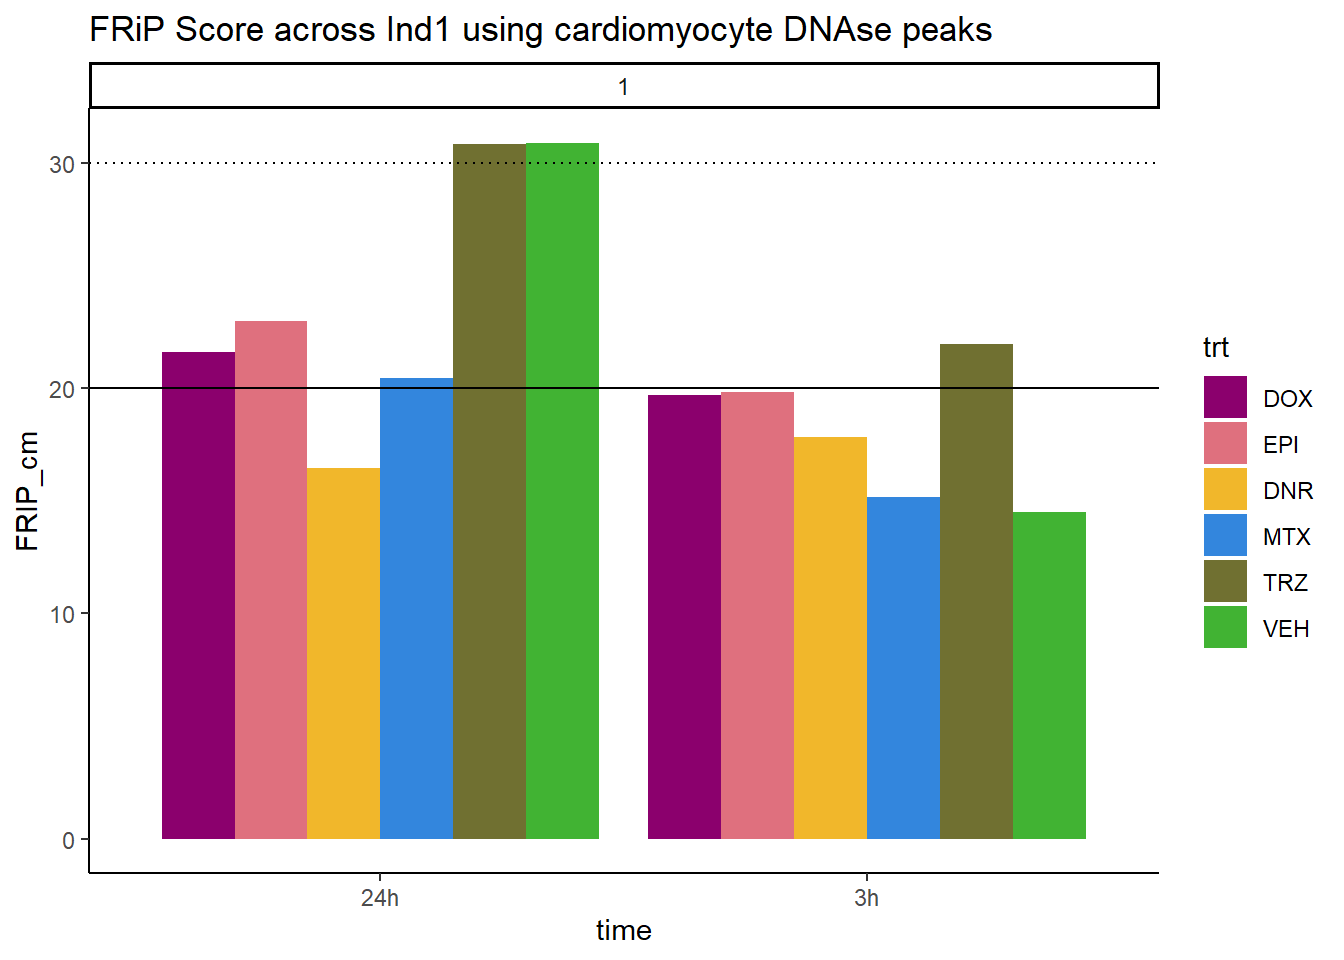 FRiP Score across Ind1 using cardiomyocyte DNAse peaks
1
30
20
10
0
FRIP_cm
24h
3h
time
trt
DOX
EPI
DNR
MTX
TRZ
VEH